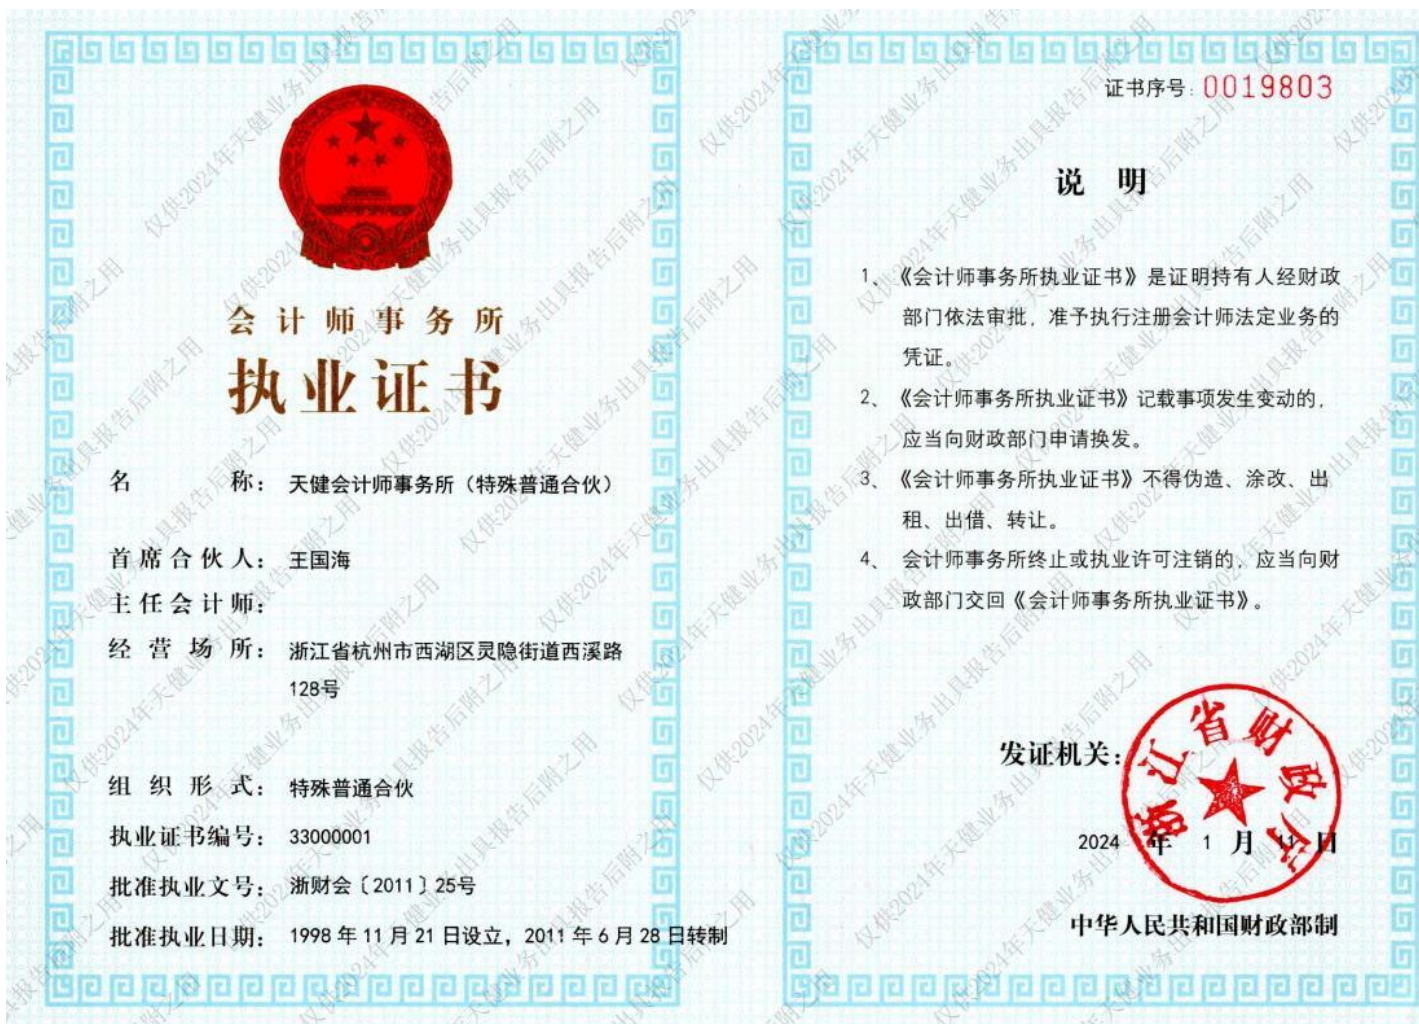 会计师事务所
执业证书
名 称：天健会计师事务所（特殊普通合伙）
首席合伙人：王国海
主任会计师：
经营场所：浙江省杭州市西湖区灵隐街道西溪路
128号
组织形式：特殊普通合伙
执业证书编号：33000001
批准执业文号：浙财会〔2011〕25号
批准执业日期：1998年11月21日设立，2011年6月28日转制
证书序号：0019803
说 明
1、《会计师事务所执业证书》是证明持有人经财政
部门依法审批，准予执行注册会计师法定业务的
凭证。
2、《会计师事务所执业证书》记载事项发生变动的，
应当向财政部门申请换发。
3、《会计师事务所执业证书》不得伪造、涂改、出
租、出借、转让。
4、 会计师事务所终止或执业许可注销的，应当向财
政部门交回《会计师事务所执业证书》。
发证机关：
浙江省财政厅
2024 年 1 月 11 日
中华人民共和国财政部制
仅供2024年天健业务出具报告后附之用